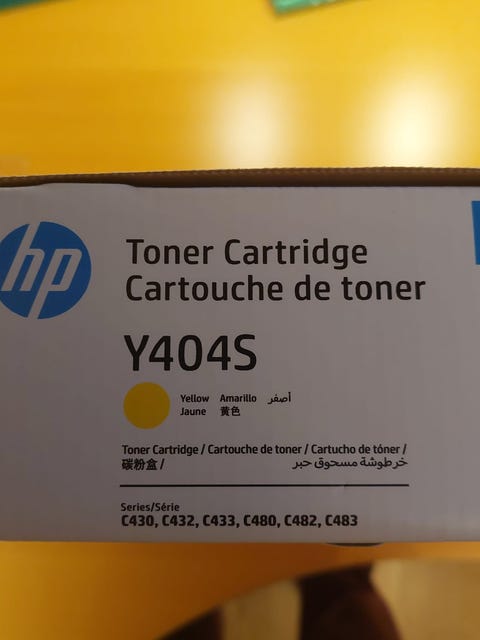 hp
Toner Cartridge
Cartouche de toner
Y404S
Yellow Amarillo أصفر
Jaune 黄色
Toner Cartridge / Cartouche de toner / Cartucho de tóner /
碳粉盒 / خرطوشة مسحوق حبر
Series/Série
C430, C432, C433, C480, C482, C483